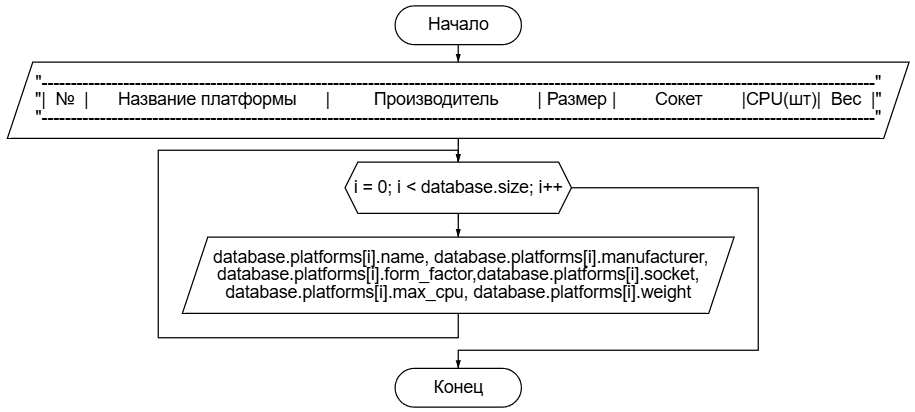 Начало
"-----------------------------------------------------------------------------------------------"
"| № | Название платформы | Производитель | Размер | Сокет |CPU(шт)| Вес |"
"-----------------------------------------------------------------------------------------------"
i = 0; i < database.size; i++
database.platforms[i].name, database.platforms[i].manufacturer,
database.platforms[i].form_factor,database.platforms[i].socket,
database.platforms[i].max_cpu, database.platforms[i].weight
Конец